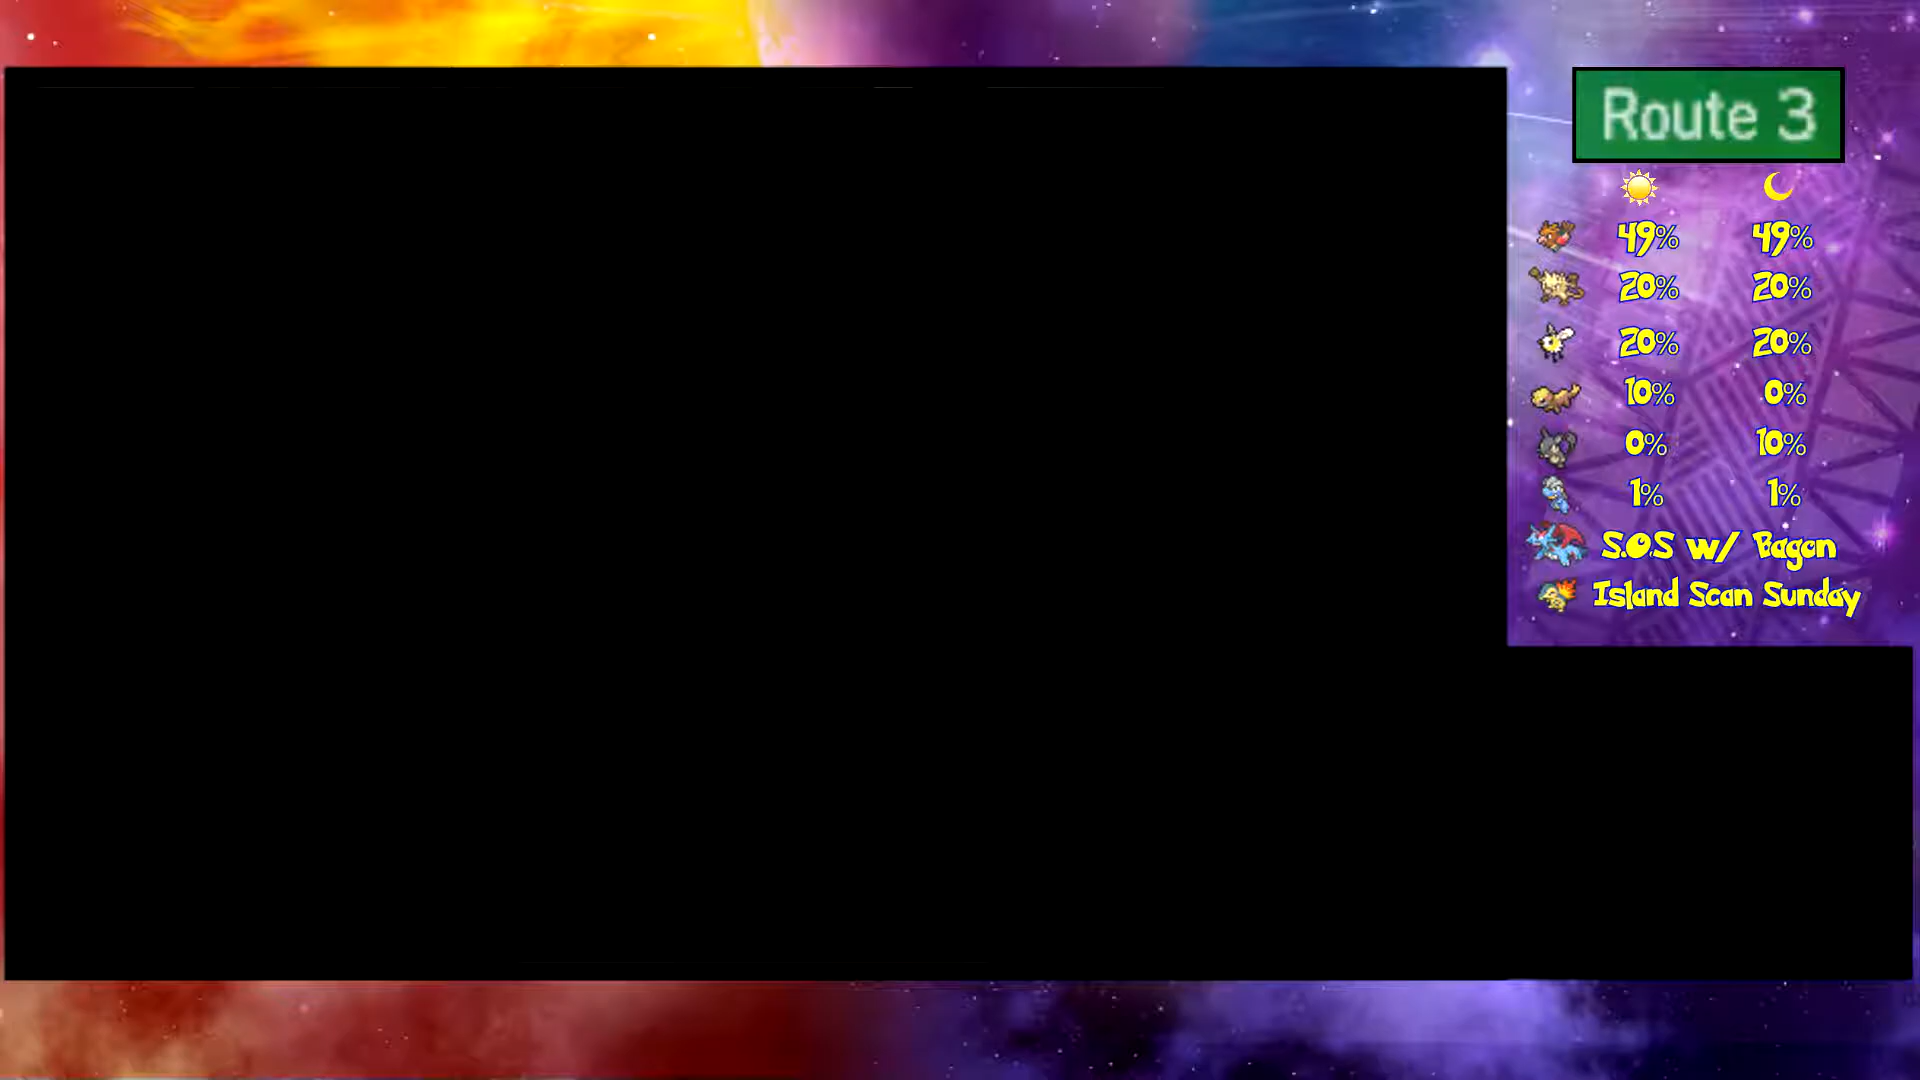 Route 3
49% 49%
20% 20%
20% 20%
10% 0%
0% 10%
1% 1%
S.O.S w/ Bagon
Island Scan Sunday